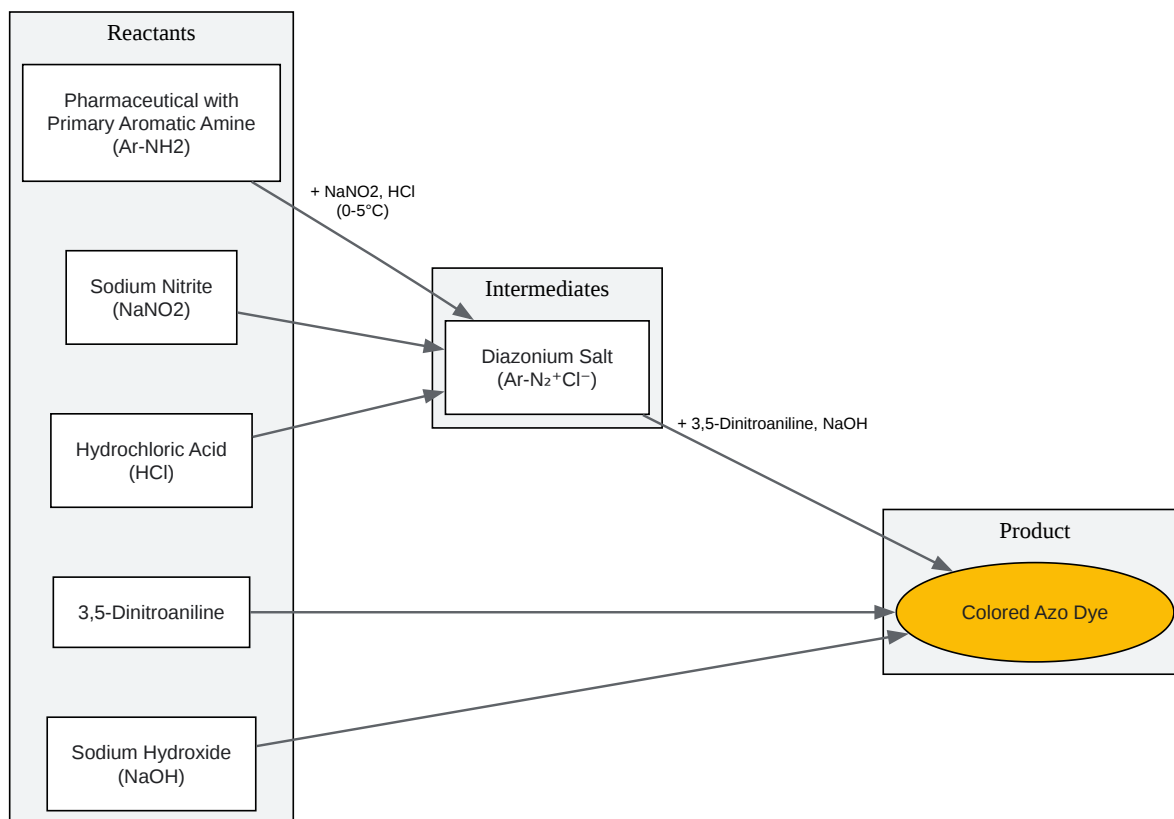 Reactants
Pharmaceutical with
Primary Aromatic Amine
(Ar-NH2)
+ NaNO2, HCl
(0-5°C)
Sodium Nitrite
(NaNO2)
Intermediates
Diazonium Salt
(Ar-N₂⁺Cl⁻)
Hydrochloric Acid
(HCl)
+ 3,5-Dinitroaniline, NaOH
Product
3,5-Dinitroaniline
Colored Azo Dye
Sodium Hydroxide
(NaOH)